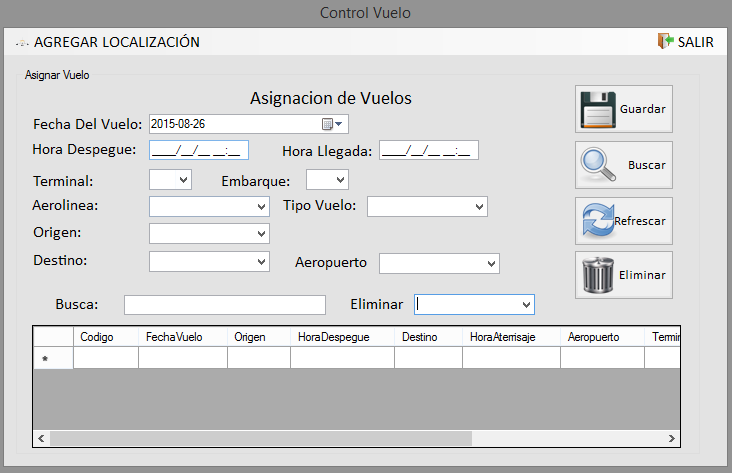 Control Vuelo
AGREGAR LOCALIZACIÓN SALIR
Asignar Vuelo
Asignacion de Vuelos
Guardar
Fecha Del Vuelo: 2015-08-26
Hora Despegue: ____/__/__ __:__ Hora Llegada: ____/__/__ __:__
Buscar
Terminal: Embarque:
Aerolinea: Tipo Vuelo:
Refrescar
Origen:
Destino: Aeropuerto
Eliminar
Busca: Eliminar
Codigo FechaVuelo Origen HoraDespegue Destino HoraAterrisaje Aeropuerto Termin
*